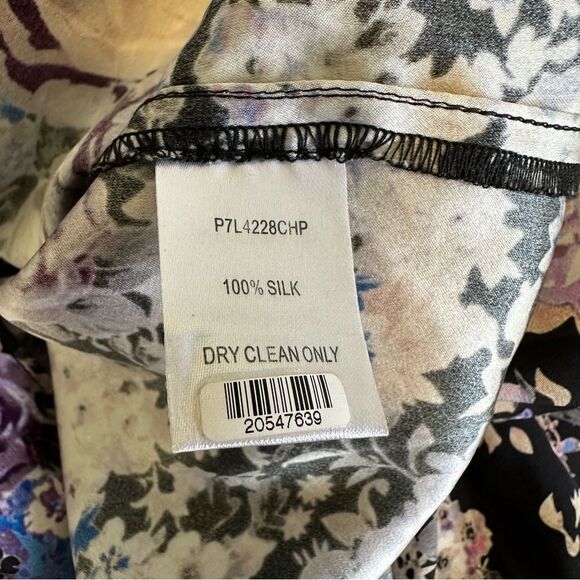 P7L4228CHP
100% SILK
DRY CLEAN ONLY
20547639